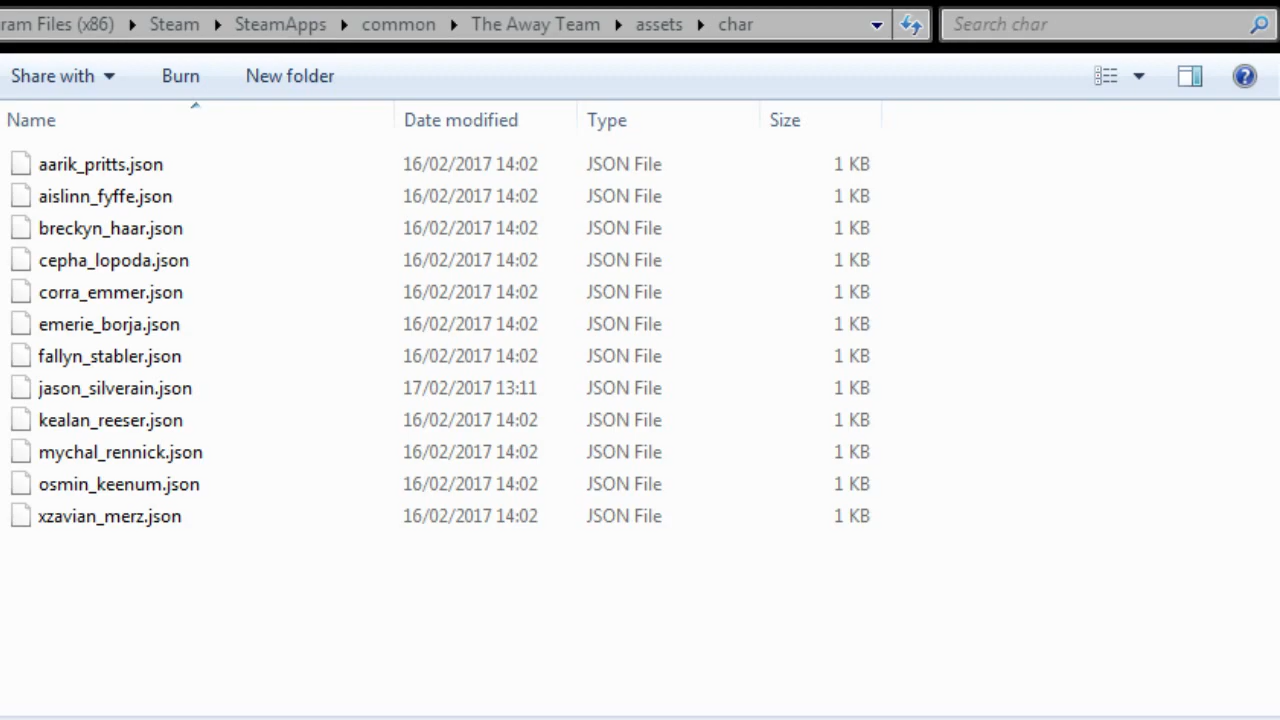 ram Files (x86) Steam SteamApps common The Away Team assets char Search char
Share with Burn New folder
Name Date modified Type Size
aarik_pritts.json 16/02/2017 14:02 JSON File 1 KB
aislinn_fyffe.json 16/02/2017 14:02 JSON File 1 KB
breckyn_haar.json 16/02/2017 14:02 JSON File 1 KB
cepha_lopoda.json 16/02/2017 14:02 JSON File 1 KB
corra_emmer.json 16/02/2017 14:02 JSON File 1 KB
emerie_borja.json 16/02/2017 14:02 JSON File 1 KB
fallyn_stabler.json 16/02/2017 14:02 JSON File 1 KB
jason_silverain.json 17/02/2017 13:11 JSON File 1 KB
kealan_reeser.json 16/02/2017 14:02 JSON File 1 KB
mychal_rennick.json 16/02/2017 14:02 JSON File 1 KB
osmin_keenum.json 16/02/2017 14:02 JSON File 1 KB
xzavian_merz.json 16/02/2017 14:02 JSON File 1 KB